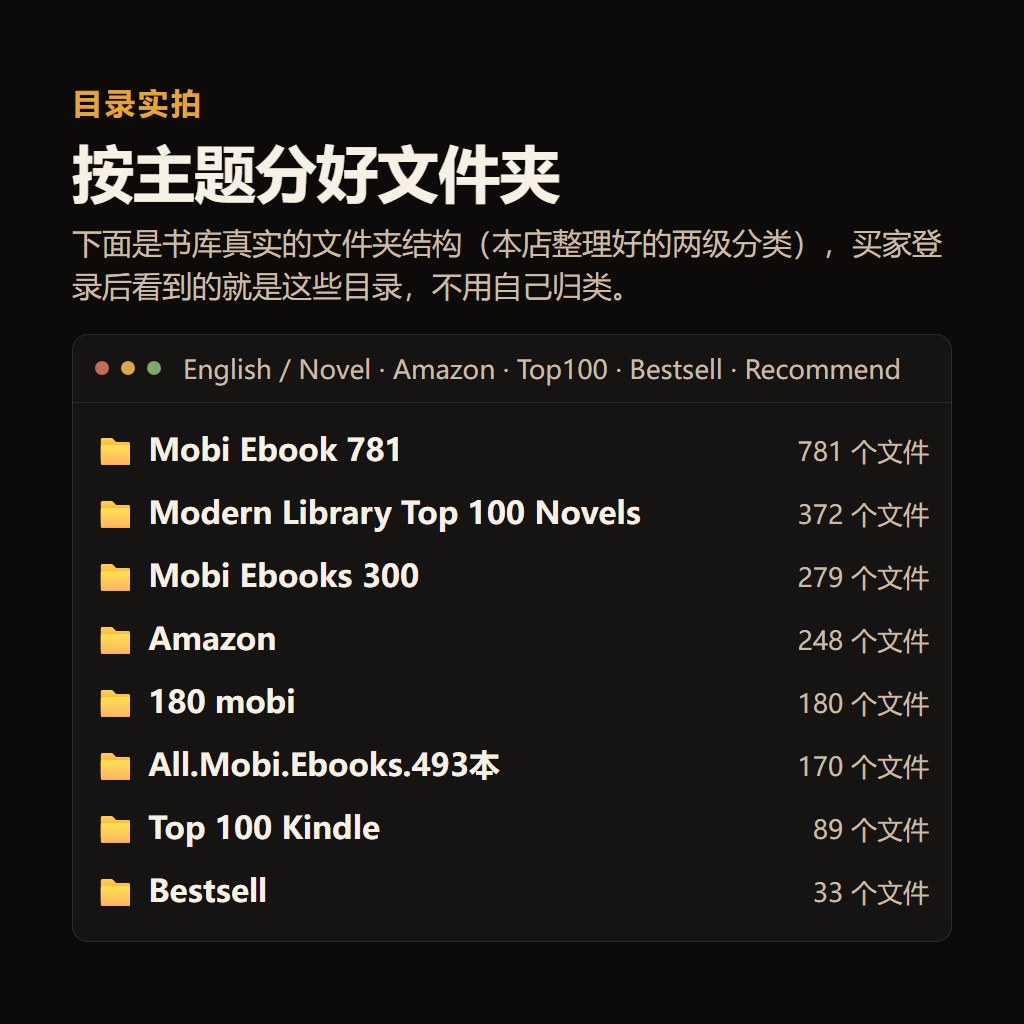 目录实拍
按主题分好文件夹
下面是书库真实的文件夹结构（本店整理好的两级分类），买家登
录后看到的就是这些目录，不用自己归类。
English / Novel · Amazon · Top100 · Bestsell · Recommend
Mobi Ebook 781 781 个文件
Modern Library Top 100 Novels 372 个文件
Mobi Ebooks 300 279 个文件
Amazon 248 个文件
180 mobi 180 个文件
All.Mobi.Ebooks.493本 170 个文件
Top 100 Kindle 89 个文件
Bestsell 33 个文件